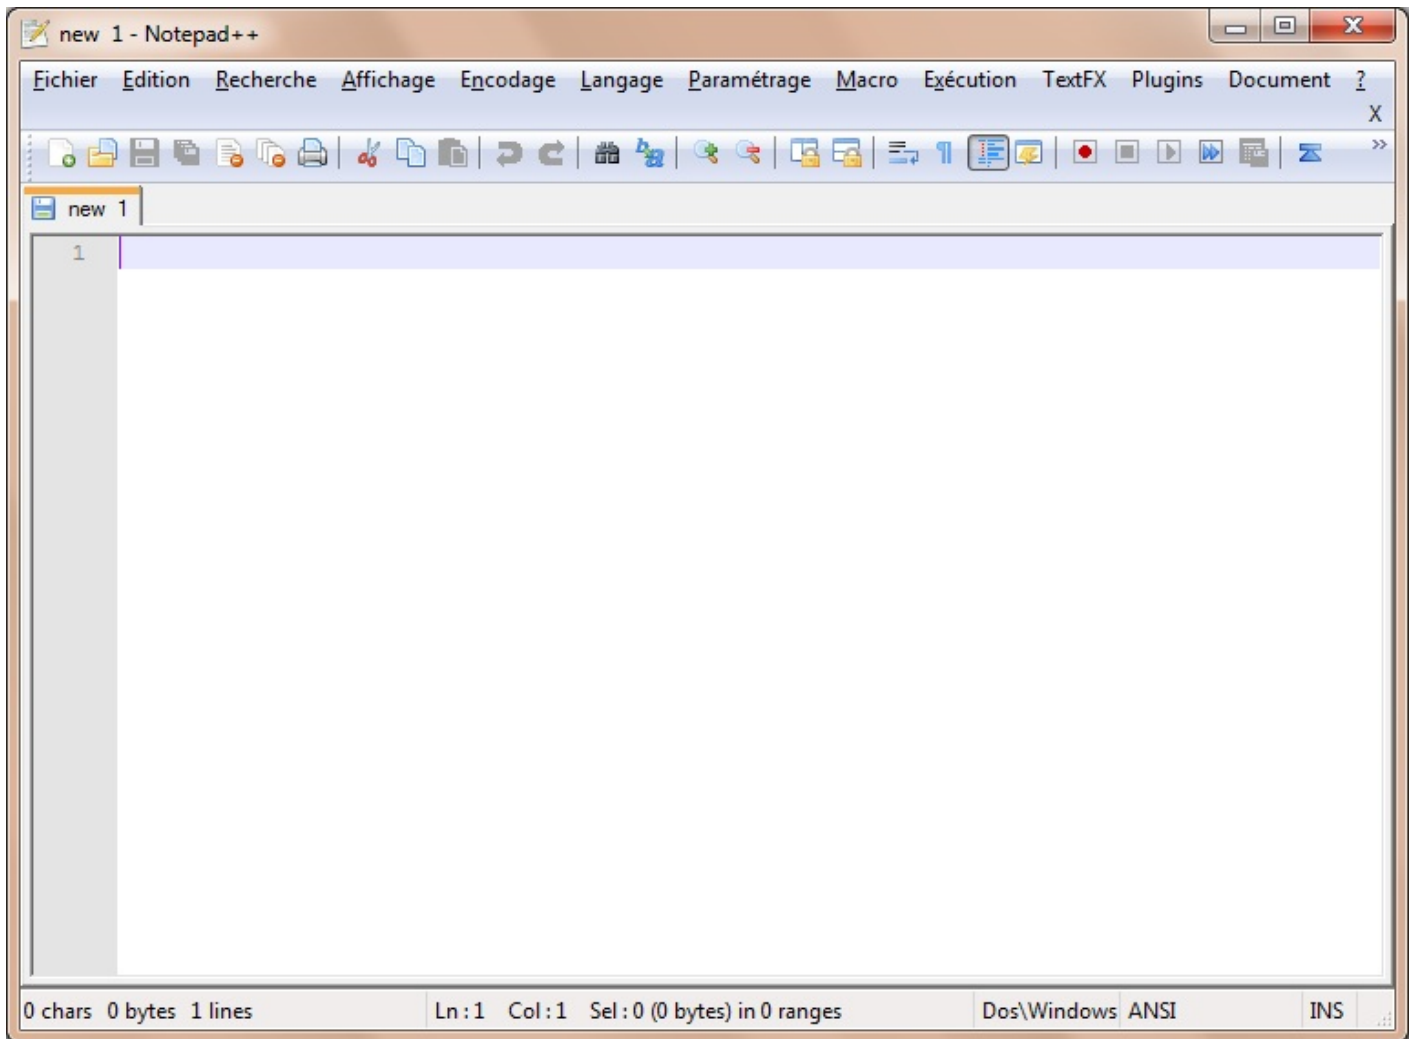 new 1 - Notepad++
Fichier Edition Recherche Affichage Encodage Langage Paramétrage Macro Exécution TextFX Plugins Document ?
X
new 1
1
0 chars 0 bytes 1 lines Ln : 1 Col : 1 Sel : 0 (0 bytes) in 0 ranges Dos\Windows ANSI INS